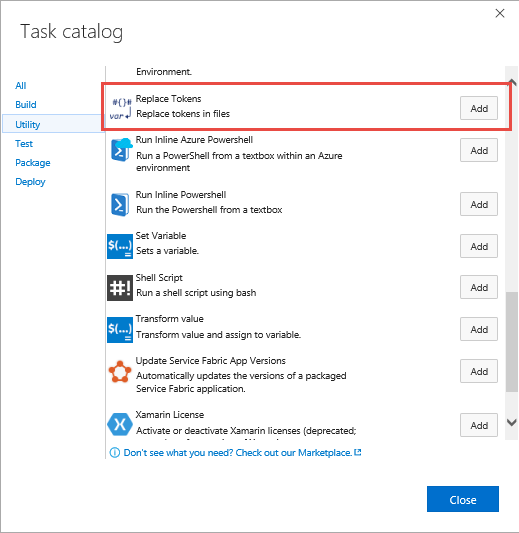 Task catalog
All
Build
Utility
Test
Package
Deploy
Environment.
#{}#
var
Replace Tokens
Replace tokens in files
Add
Run Inline Azure Powershell
Run a PowerShell from a textbox within an Azure
environment
Add
Run Inline Powershell
Run the Powershell from a textbox
Add
$(...)
Set Variable
Sets a variable.
Add
#!
Shell Script
Run a shell script using bash
Add
$(...)
Transform value
Transform value and assign to variable.
Add
Update Service Fabric App Versions
Automatically updates the versions of a packaged
Service Fabric application.
Add
Xamarin License
Activate or deactivate Xamarin licenses (deprecated;
Add
Don't see what you need? Check out our Marketplace.
Close